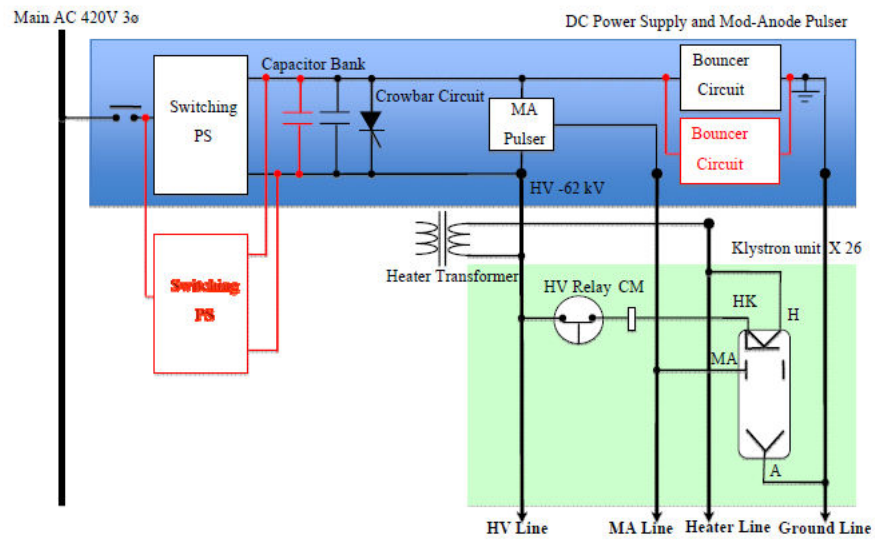 Main AC 420V 3ø
DC Power Supply and Mod-Anode Pulser
Capacitor Bank
Bouncer
Circuit
Switching
PS
Crowbar Circuit
MA
Pulser
Bouncer
Circuit
HV -62 kV
Klystron unit X 26
Heater Transformer
Switching
PS
HV Relay CM
HK
H
MA
A
HV Line
MA Line
Heater Line
Ground Line